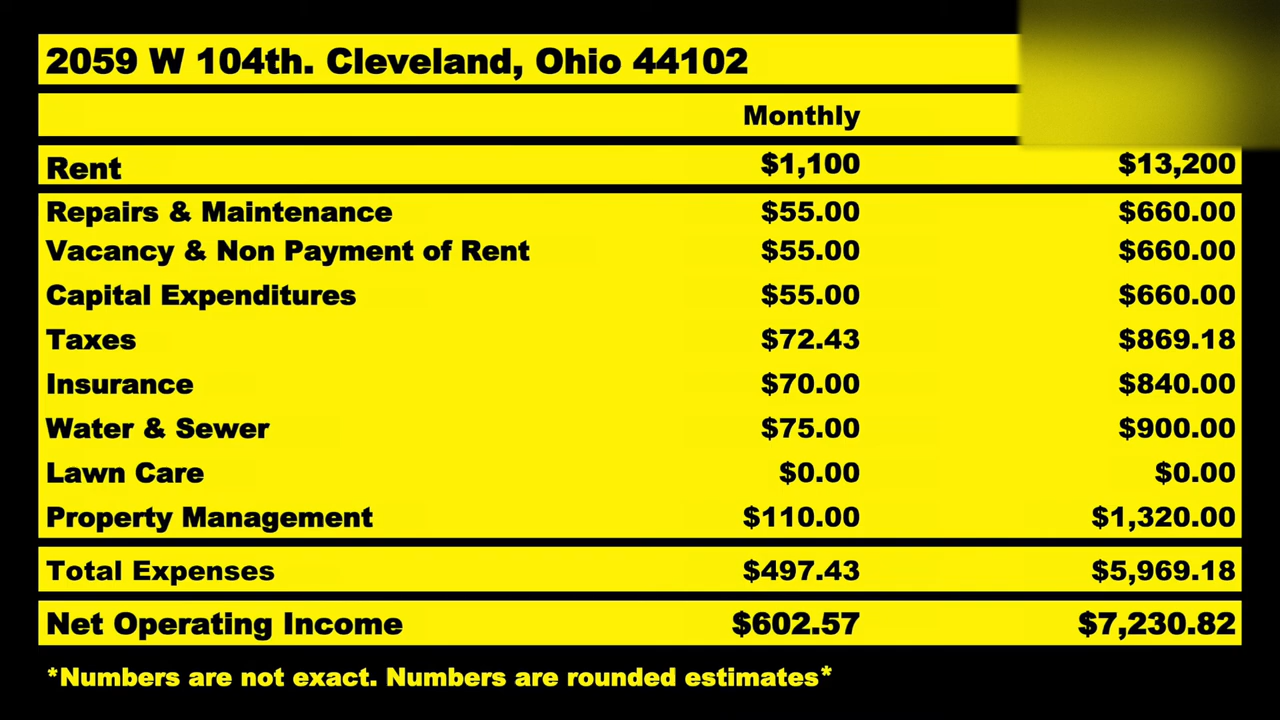 2059 W 104th. Cleveland, Ohio 44102
Monthly
Rent $1,100 $13,200
Repairs & Maintenance $55.00 $660.00
Vacancy & Non Payment of Rent $55.00 $660.00
Capital Expenditures $55.00 $660.00
Taxes $72.43 $869.18
Insurance $70.00 $840.00
Water & Sewer $75.00 $900.00
Lawn Care $0.00 $0.00
Property Management $110.00 $1,320.00
Total Expenses $497.43 $5,969.18
Net Operating Income $602.57 $7,230.82
*Numbers are not exact. Numbers are rounded estimates*